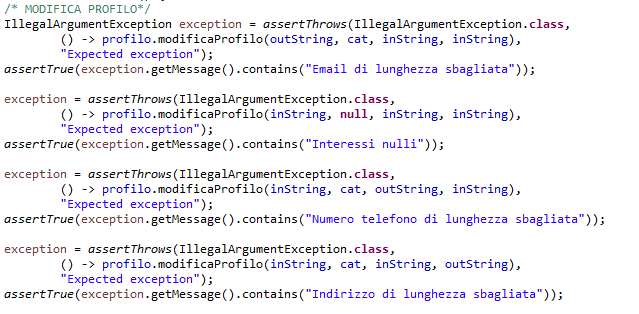 /* MODIFICA PROFILO*/
IllegalArgumentException exception = assertThrows(IllegalArgumentException.class,
() -> profilo.modificaProfilo(outString, cat, inString, inString),
"Expected exception");
assertTrue(exception.getMessage().contains("Email di lunghezza sbagliata"));
exception = assertThrows(IllegalArgumentException.class,
() -> profilo.modificaProfilo(inString, null, inString, inString),
"Expected exception");
assertTrue(exception.getMessage().contains("Interessi nulli"));
exception = assertThrows(IllegalArgumentException.class,
() -> profilo.modificaProfilo(inString, cat, outString, inString),
"Expected exception");
assertTrue(exception.getMessage().contains("Numero telefono di lunghezza sbagliata"));
exception = assertThrows(IllegalArgumentException.class,
() -> profilo.modificaProfilo(inString, cat, inString, outString),
"Expected exception");
assertTrue(exception.getMessage().contains("Indirizzo di lunghezza sbagliata"));